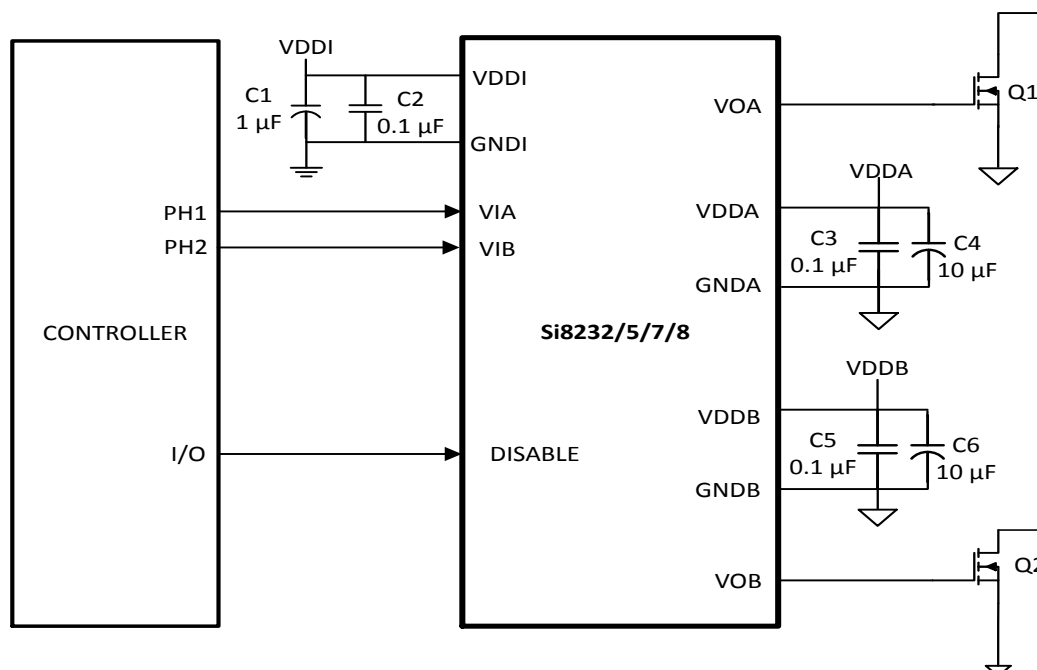 CONTROLLER
PH1
PH2
I/O
VDDI
C1
1 µF
C2
0.1 µF
VDDI
GNDI
VIA
VIB
DISABLE
Si8232/5/7/8
VOA
VDDA
GNDA
VDDB
GNDB
VOB
Q1
VDDA
C3
0.1 µF
C4
10 µF
VDDB
C5
0.1 µF
C6
10 µF
Q2